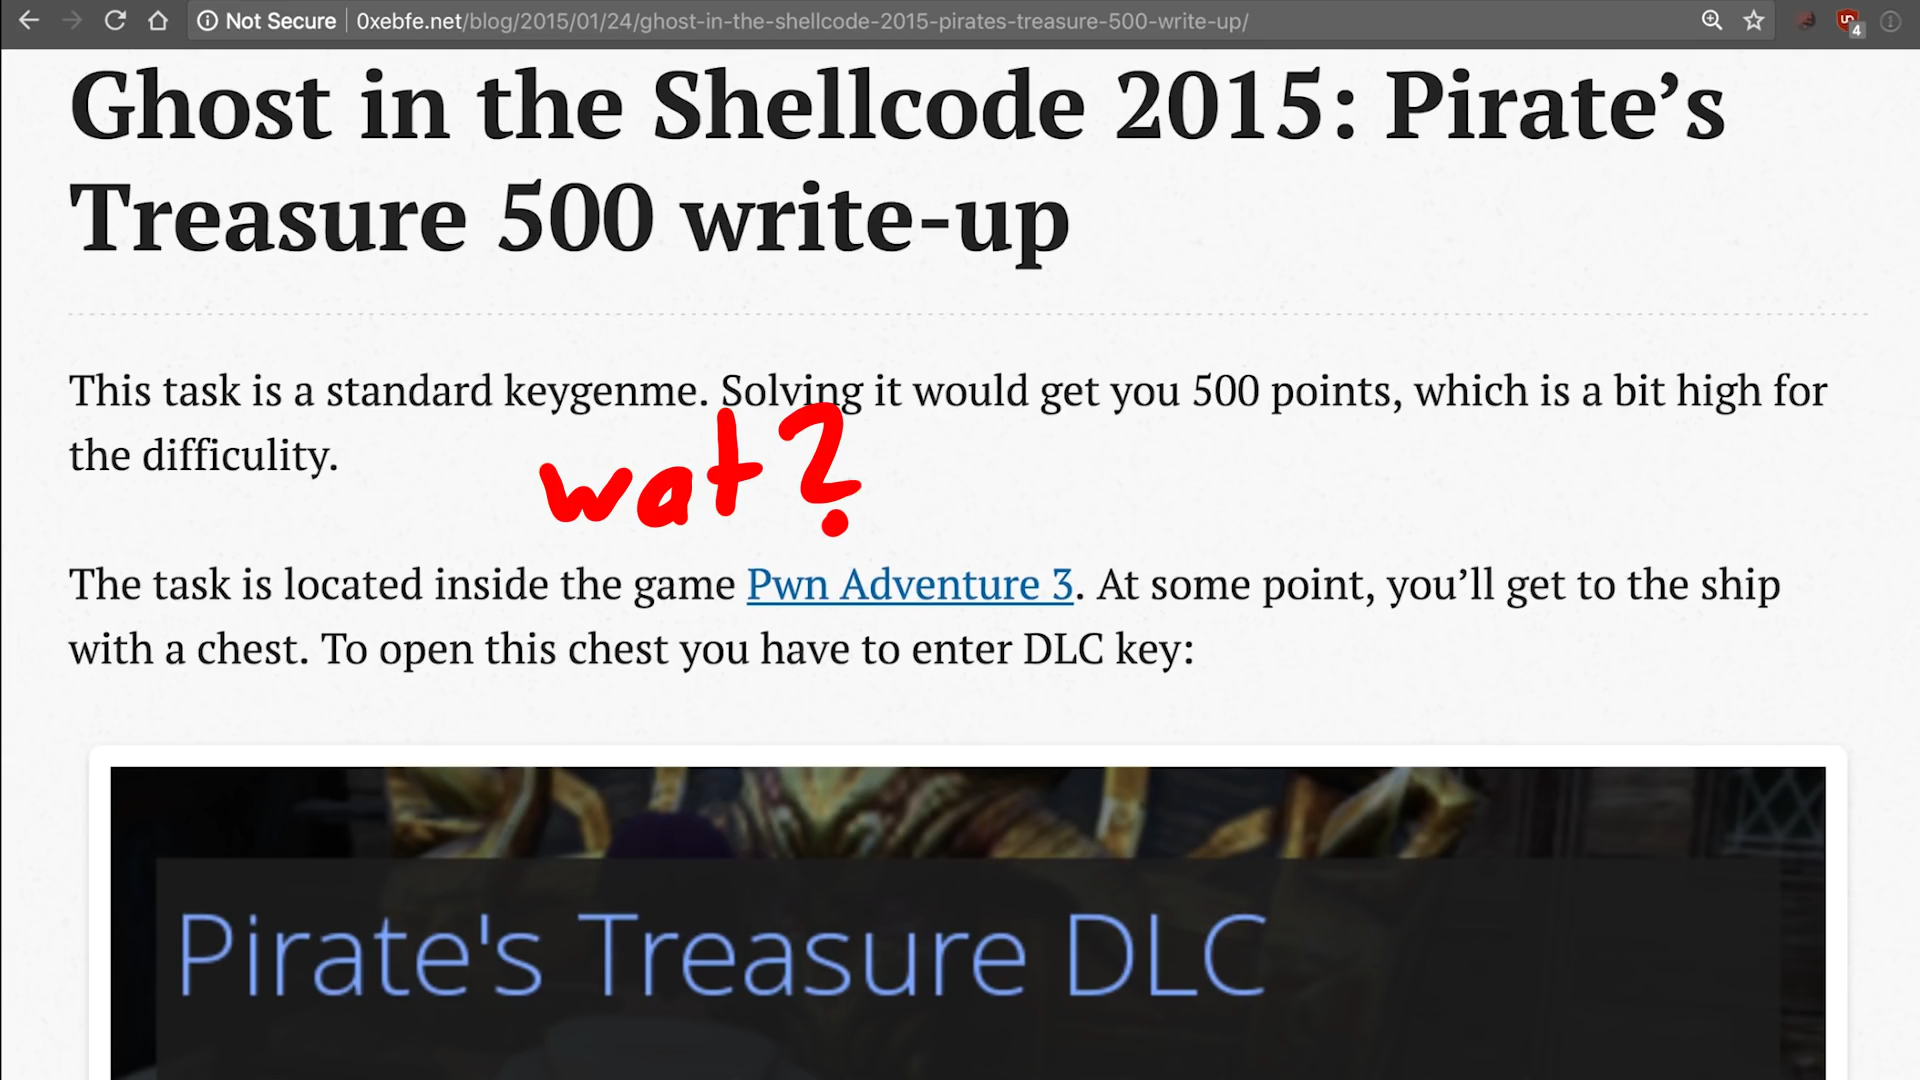 Not Secure | 0xebfe.net/blog/2015/01/24/ghost-in-the-shellcode-2015-pirates-treasure-500-write-up/
4
Ghost in the Shellcode 2015: Pirate’s
Treasure 500 write-up
This task is a standard keygenme. Solving it would get you 500 points, which is a bit high for
the difficulity.
wat?
The task is located inside the game Pwn Adventure 3. At some point, you’ll get to the ship
with a chest. To open this chest you have to enter DLC key:
Pirate's Treasure DLC